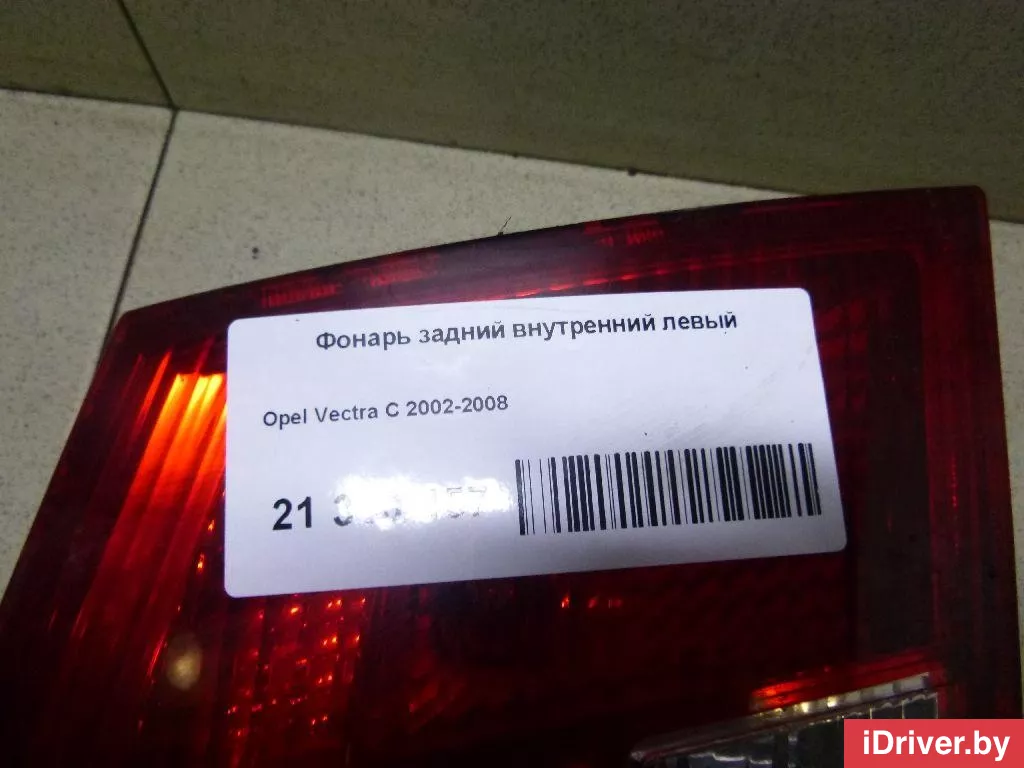 Фонарь задний внутренний левый
Opel Vectra C 2002-2008
21
iDriver.by